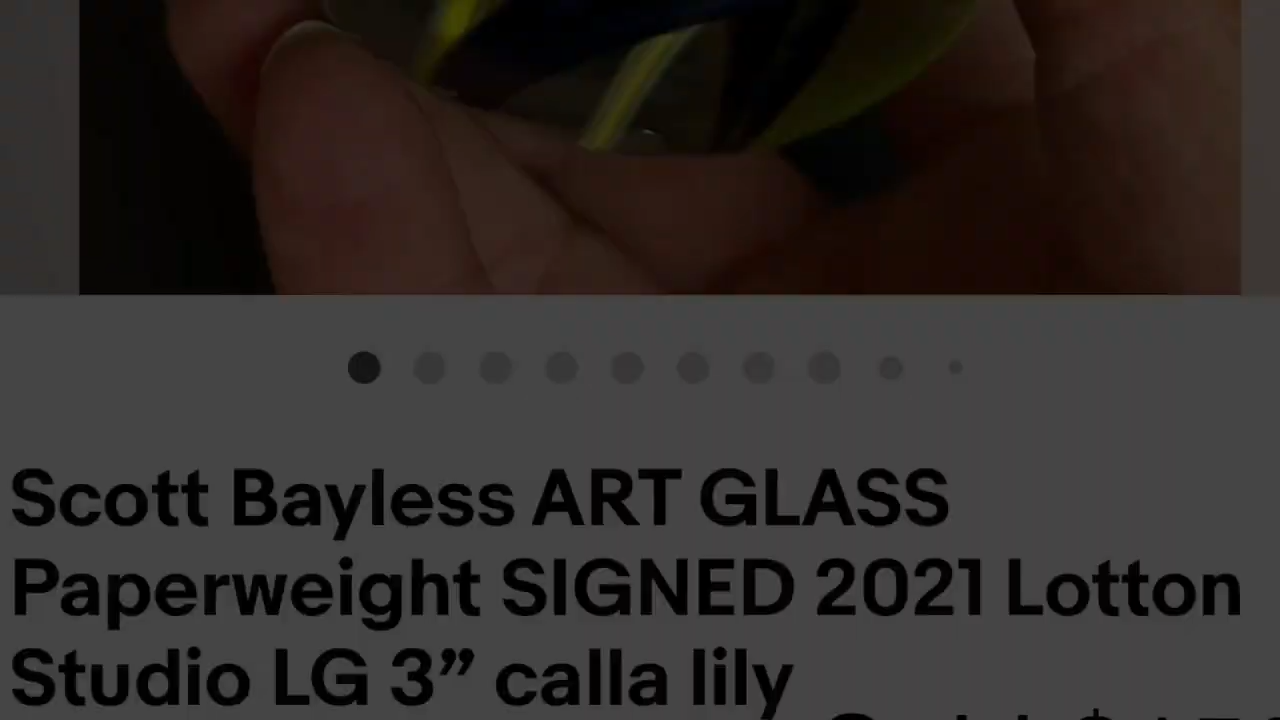 Scott Bayless ART GLASS
Paperweight SIGNED 2021 Lotton
Studio LG 3” calla lily